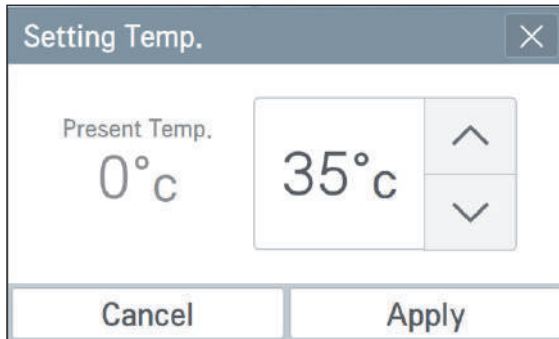 Setting Temp.
Present Temp.
0°c
35°c
Cancel
Apply